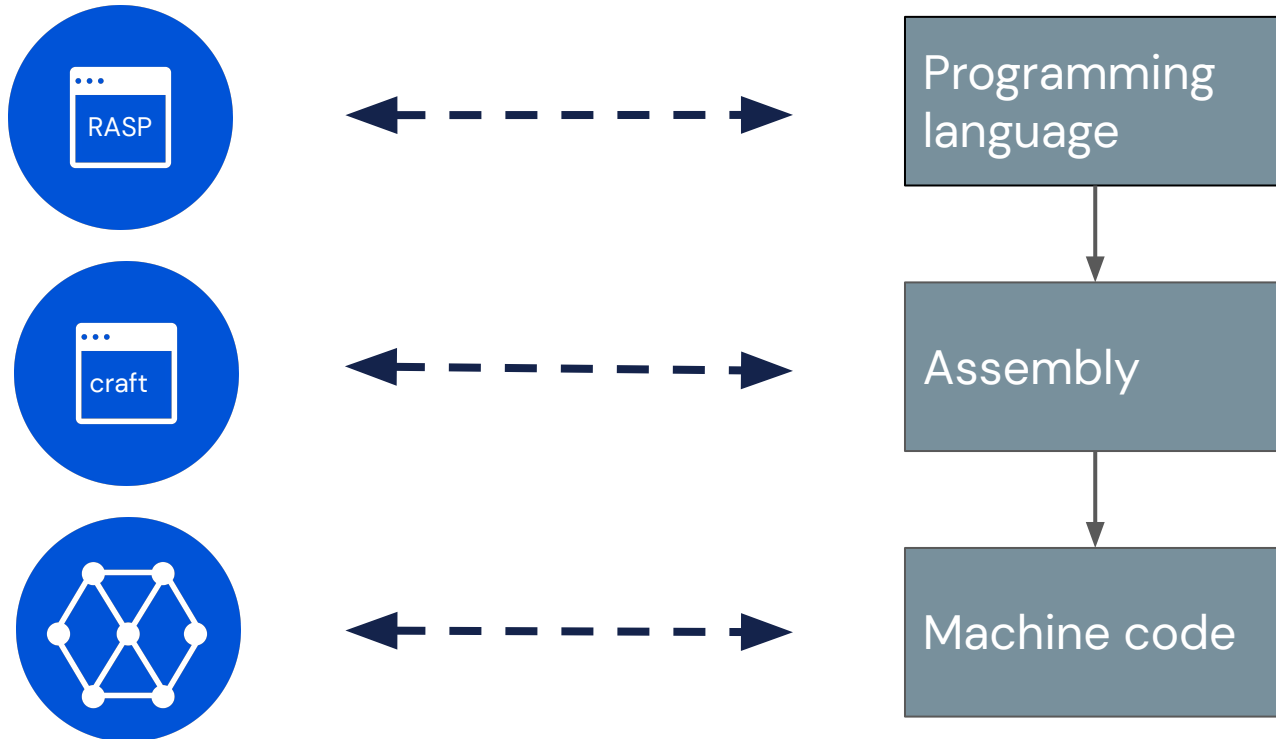 RASP
Programming
language
craft
Assembly
Machine code